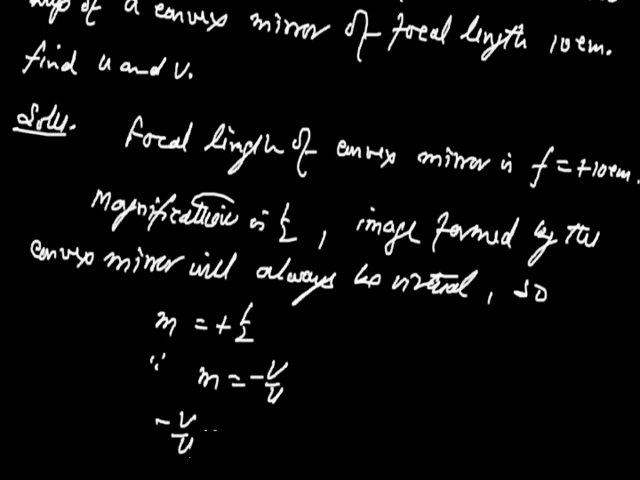 of a convex mirror of focal length 10 cm.
find u and v.
Soln. Focal length of convex mirror is f = +10 cm.
Magnification is 1/2, image formed by the
convex mirror will always be virtual, so
m = +1/2
∵ m = -v/u
-v/u